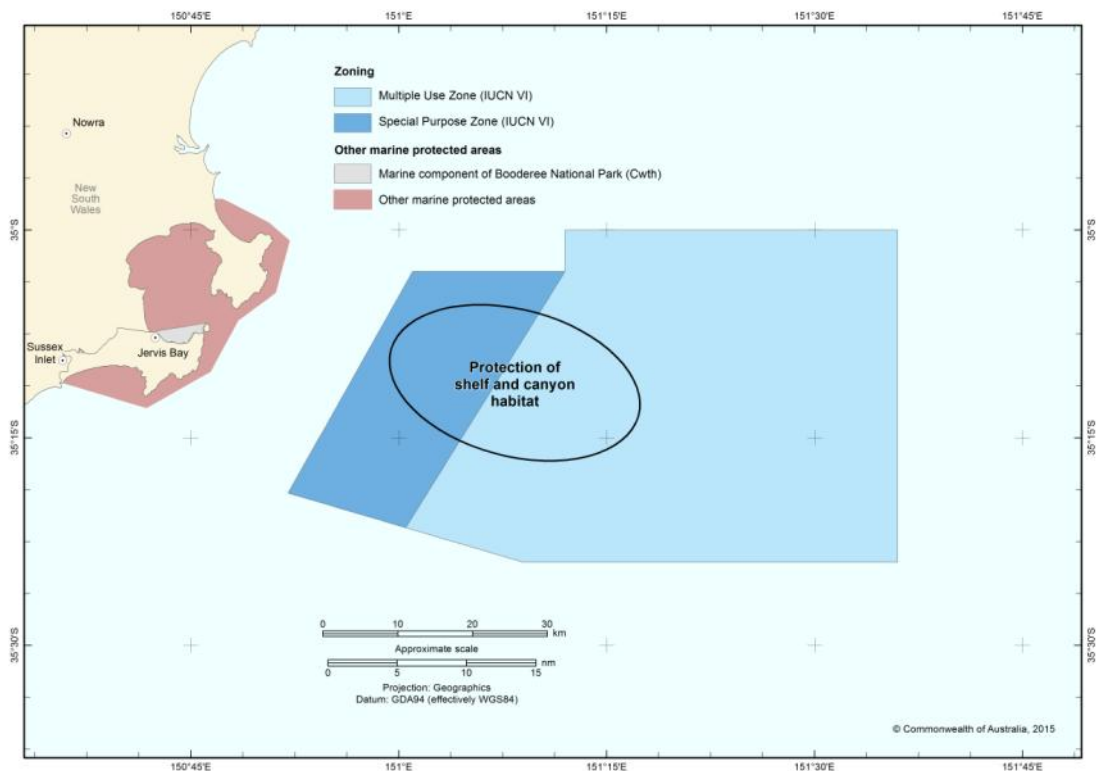 150°45'E
151°E
151°15'E
151°30'E
151°45'E
Zoning
Multiple Use Zone (IUCN VI)
Special Purpose Zone (IUCN VI)
Other marine protected areas
Marine component of Booderee National Park (Cwth)
Other marine protected areas
Nowra
New
South
Wales
35°S
35°S
Sussex
Inlet
Jervis Bay
Protection of
shelf and canyon
habitat
35°15'S
35°15'S
0 10 20 30 km
Approximate scale
0 5 10 15 nm
35°30'S
35°30'S
Projection: Geographics
Datum: GDA94 (effectively WGS84)
© Commonwealth of Australia, 2015
150°45'E
151°E
151°15'E
151°30'E
151°45'E